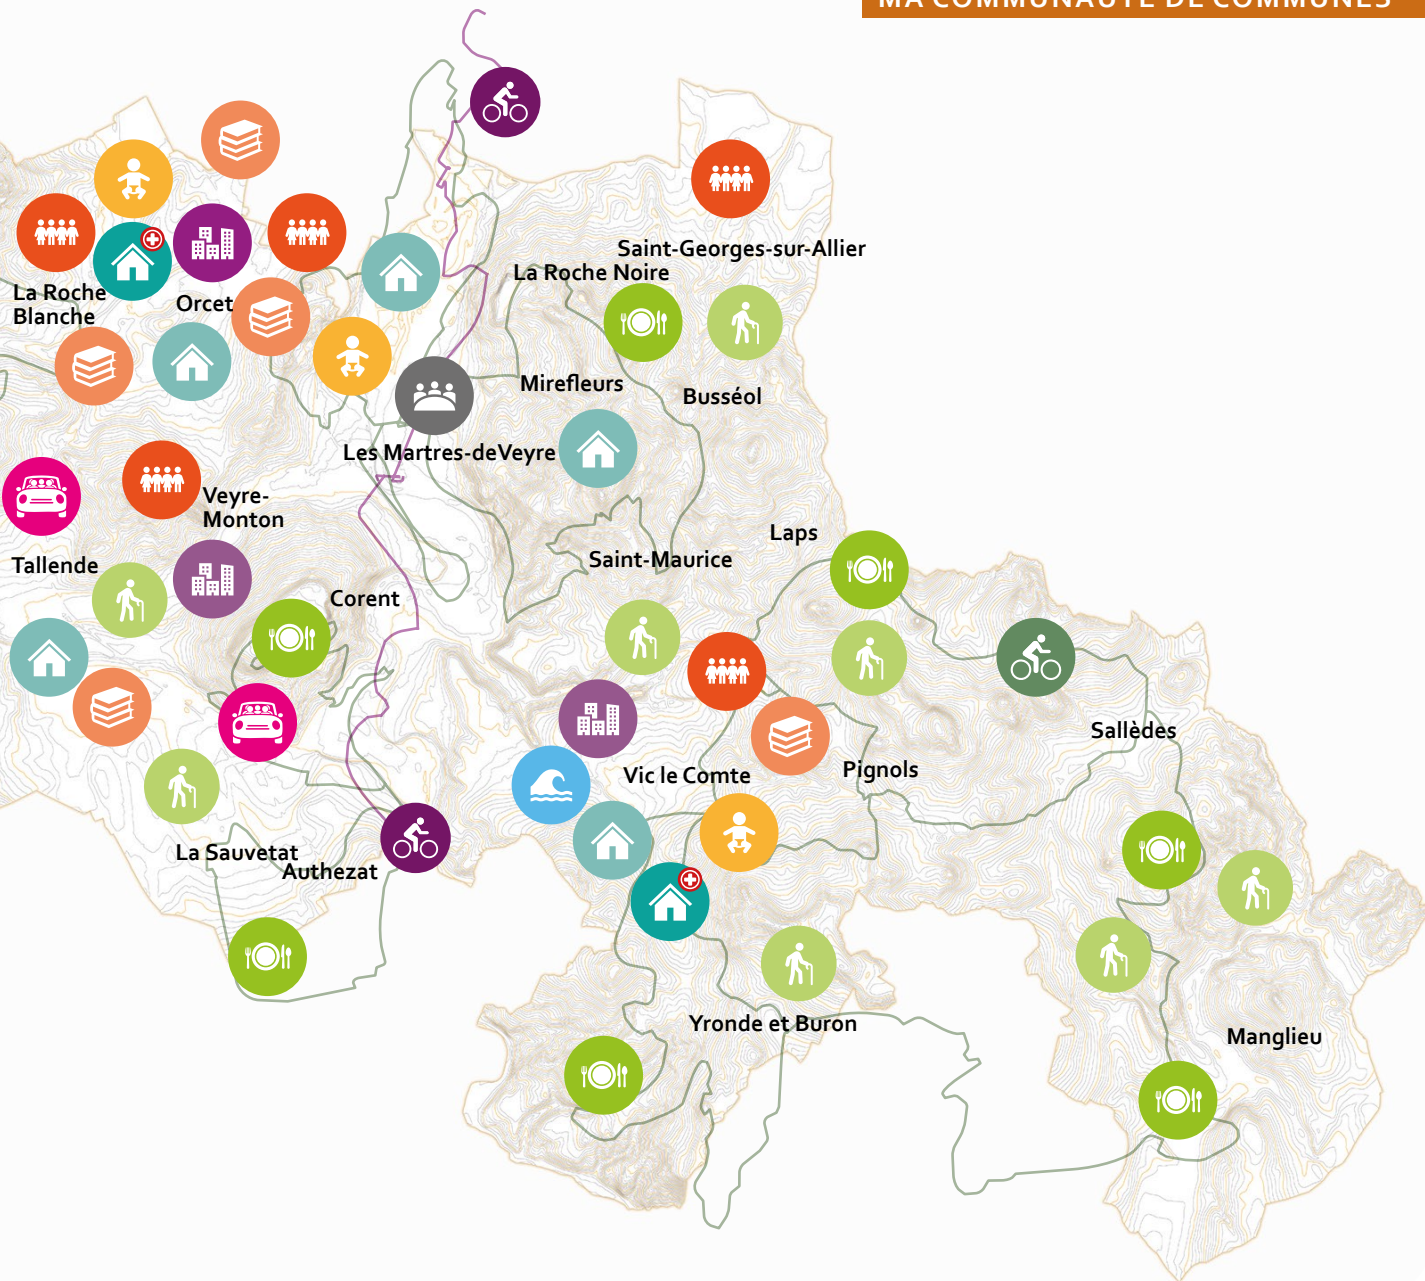 MA COMMUNAUTÉ DE COMMUNES
Saint-Georges-sur-Allier
La Roche Noire
La Roche
Blanche
Orcet
Mirefleurs
Busséol
Les Martres-deVeyre
Veyre-
Monton
Laps
Saint-Maurice
Tallende
Corent
Sallèdes
Pignols
Vic le Comte
La Sauvetat
Authezat
Yronde et Buron
Manglieu